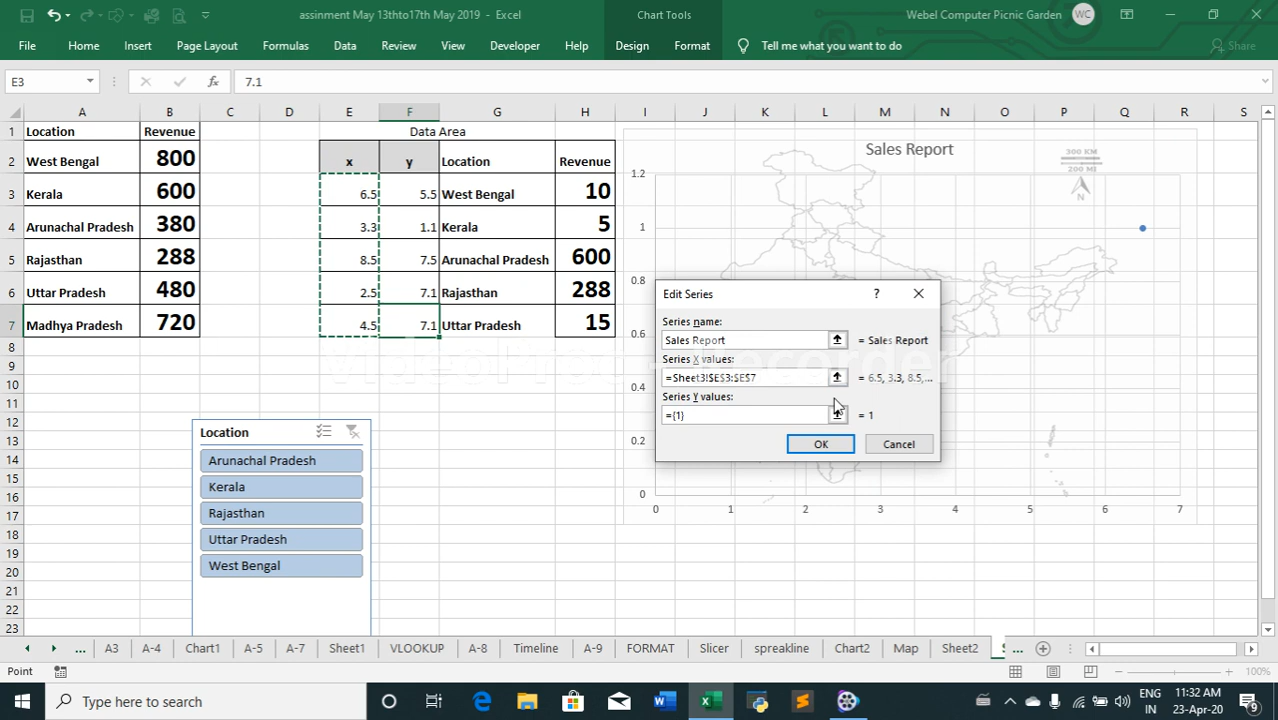 assinment May 13thto17th May 2019 - Excel
Chart Tools
Webel Computer Picnic Garden
WC
File Home Insert Page Layout Formulas Data Review View Developer Help Design Format Tell me what you want to do Share
E3 fx 7.1
A B C D E F G H I J K L M N O P Q R S
1 Location Revenue Data Area
2 West Bengal 800 x y Location Revenue
3 Kerala 600 6.5 5.5 West Bengal 10
4 Arunachal Pradesh 380 3.3 1.1 Kerala 5
5 Rajasthan 288 8.5 7.5 Arunachal Pradesh 600
6 Uttar Pradesh 480 2.5 7.1 Rajasthan 288
7 Madhya Pradesh 720 4.5 7.1 Uttar Pradesh 15
8
9
10
11
12
13
14
15
16
17
18
19
20
21
22
23
Sales Report
300 KM
200 MI
1.2
1
0.8
0.6
0.4
0.2
0
0 1 2 3 4 5 6 7
Edit Series ?
Series name:
Sales Report = Sales Report
Series X values:
=Sheet3!$E$3:$E$7 = 6.5, 3.3, 8.5,...
Series Y values:
={1} = 1
OK Cancel
Location
Arunachal Pradesh
Kerala
Rajasthan
Uttar Pradesh
West Bengal
... A3 A-4 Chart1 A-5 A-7 Sheet1 VLOOKUP A-8 Timeline A-9 FORMAT Slicer spreakline Chart2 Map Sheet2 ...
Point 100%
Type here to search
ENG
IN
11:32 AM
23-Apr-20